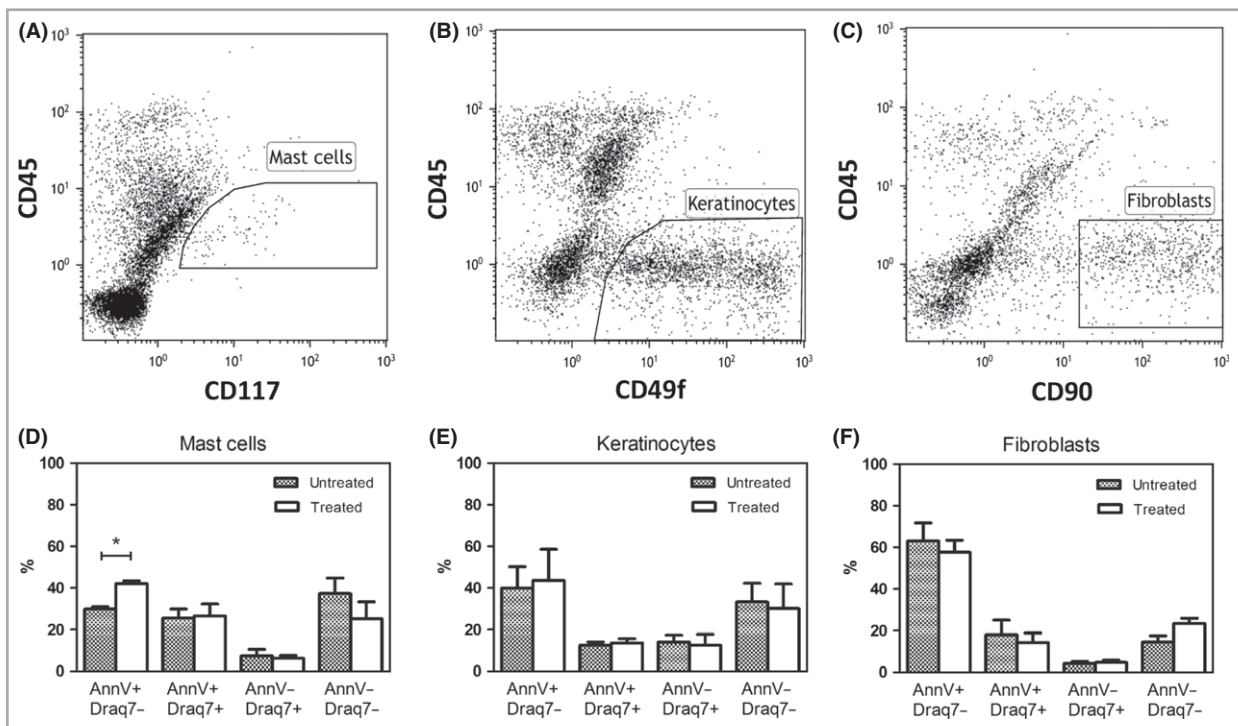 (A)
10³
10²
10¹
10⁰
CD45
Mast cells
10⁰ 10¹ 10² 10³
CD117
(B)
10³
10²
10¹
10⁰
CD45
Keratinocytes
10⁰ 10¹ 10² 10³
CD49f
(C)
10³
10²
10¹
10⁰
CD45
Fibroblasts
10⁰ 10¹ 10² 10³
CD90
(D)
Mast cells
100
80
60
40
20
0
%
Untreated
Treated
*
AnnV+ AnnV+ AnnV– AnnV–
Draq7– Draq7+ Draq7+ Draq7–
(E)
Keratinocytes
100
80
60
40
20
0
%
Untreated
Treated
AnnV+ AnnV+ AnnV– AnnV–
Draq7– Draq7+ Draq7+ Draq7–
(F)
Fibroblasts
100
80
60
40
20
0
%
Untreated
Treated
AnnV+ AnnV+ AnnV– AnnV–
Draq7– Draq7+ Draq7+ Draq7–